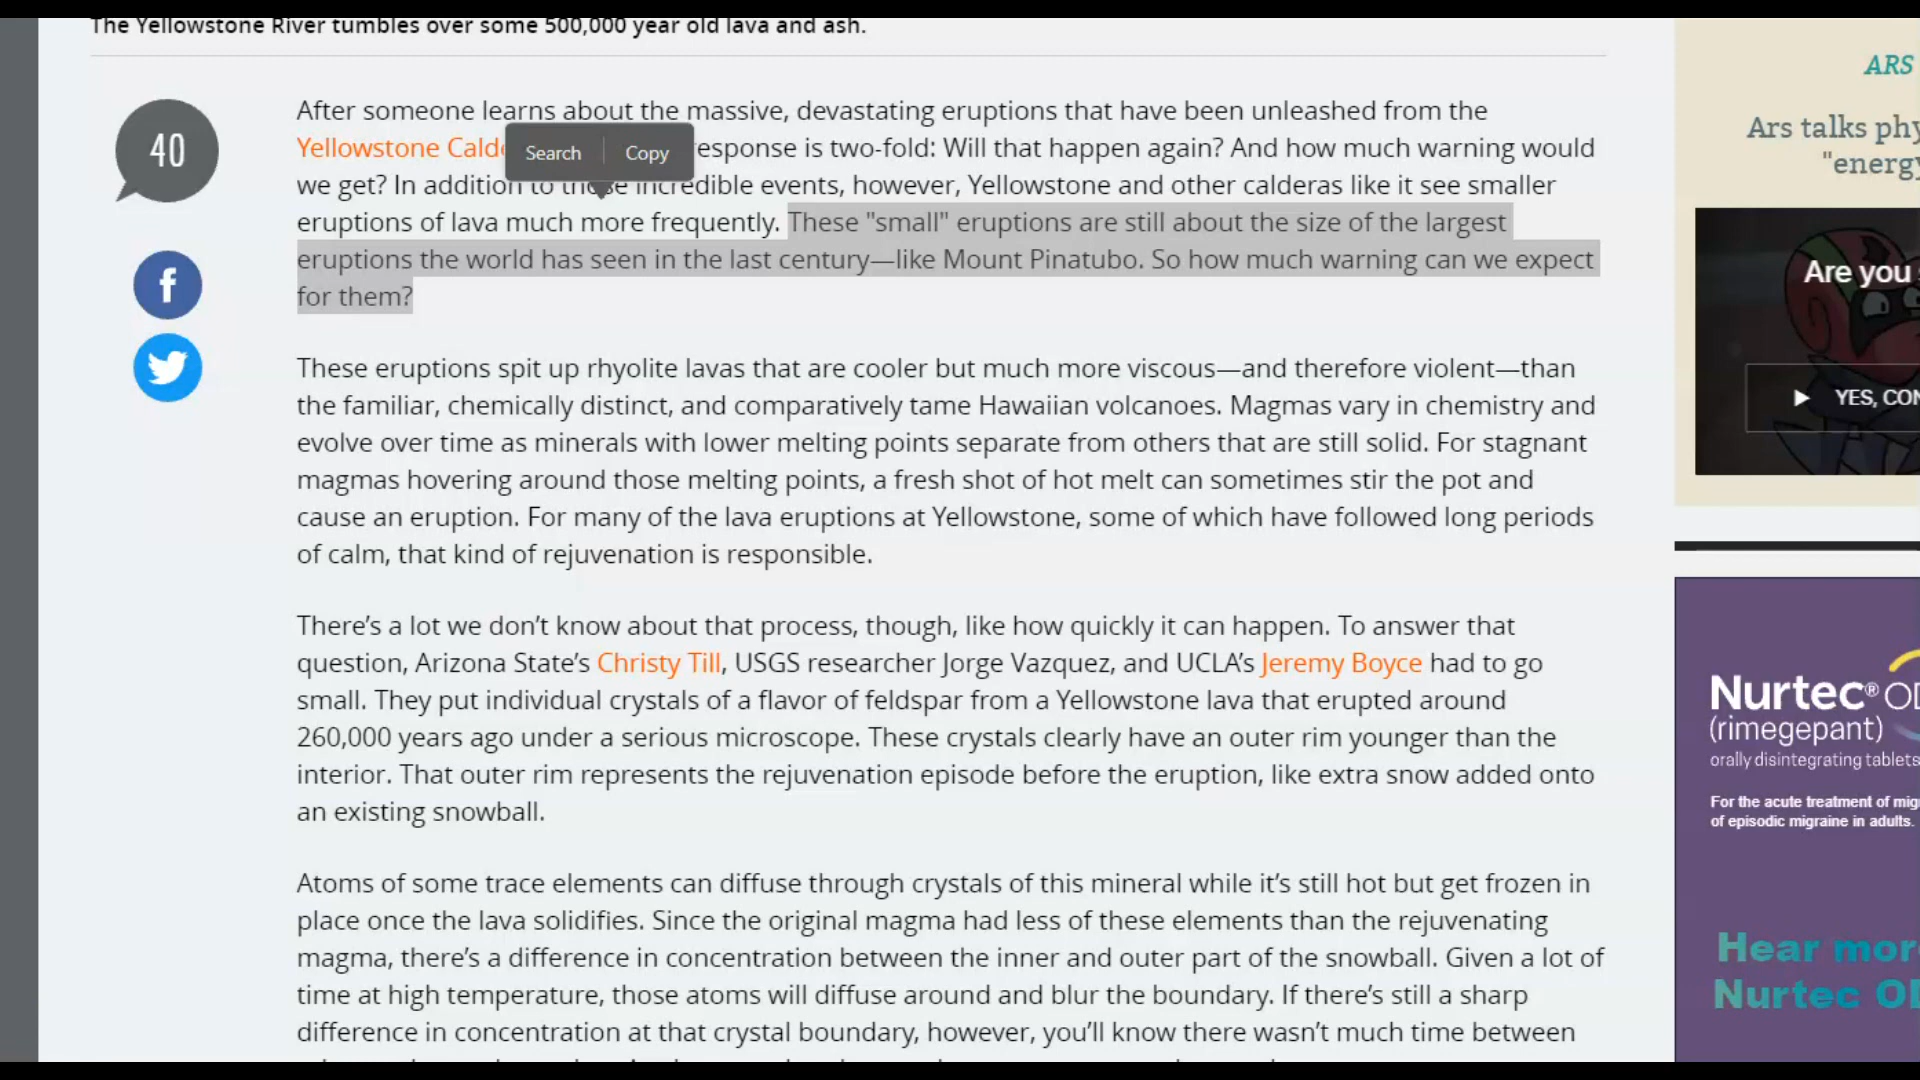 The Yellowstone River tumbles over some 500,000 year old lava and ash.
40
After someone learns about the massive, devastating eruptions that have been unleashed from the
Yellowstone response is two-fold: Will that happen again? And how much warning would
Search Copy
we get? In addition to those incredible events, however, Yellowstone and other calderas like it see smaller
eruptions of lava much more frequently. These "small" eruptions are still about the size of the largest
eruptions the world has seen in the last century—like Mount Pinatubo. So how much warning can we expect
for them?
These eruptions spit up rhyolite lavas that are cooler but much more viscous—and therefore violent—than
the familiar, chemically distinct, and comparatively tame Hawaiian volcanoes. Magmas vary in chemistry and
evolve over time as minerals with lower melting points separate from others that are still solid. For stagnant
magmas hovering around those melting points, a fresh shot of hot melt can sometimes stir the pot and
cause an eruption. For many of the lava eruptions at Yellowstone, some of which have followed long periods
of calm, that kind of rejuvenation is responsible.
There's a lot we don't know about that process, though, like how quickly it can happen. To answer that
question, Arizona State's Christy Till, USGS researcher Jorge Vazquez, and UCLA's Jeremy Boyce had to go
small. They put individual crystals of a flavor of feldspar from a Yellowstone lava that erupted around
260,000 years ago under a serious microscope. These crystals clearly have an outer rim younger than the
interior. That outer rim represents the rejuvenation episode before the eruption, like extra snow added onto
an existing snowball.
Atoms of some trace elements can diffuse through crystals of this mineral while it's still hot but get frozen in
place once the lava solidifies. Since the original magma had less of these elements than the rejuvenating
magma, there's a difference in concentration between the inner and outer part of the snowball. Given a lot of
time at high temperature, those atoms will diffuse around and blur the boundary. If there's still a sharp
difference in concentration at that crystal boundary, however, you'll know there wasn't much time between
ARS
Ars talks phy
"energy
Are you
YES, CON
Nurtec® OD
(rimegepant)
orally disintegrating tablets
For the acute treatment of mig
of episodic migraine in adults.
Hear more
Nurtec OD